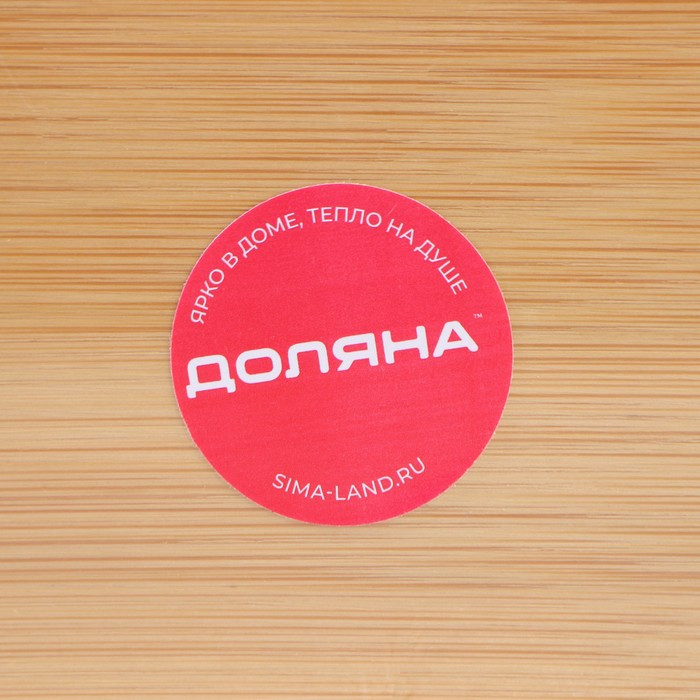 ЯРКО В ДОМЕ, ТЕПЛО НА ДУШЕ
ДОЛЯНА™
SIMA-LAND.RU